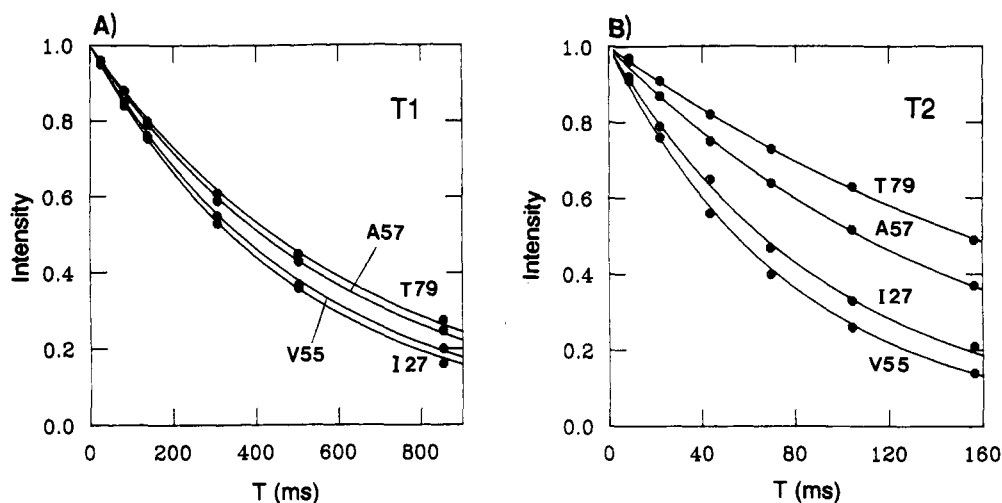 A)
T1
1.0
0.8
0.6
0.4
0.2
0.0
Intensity
A57
T79
V55
I27
0 200 400 600 800
T (ms)
B)
T2
1.0
0.8
0.6
0.4
0.2
0.0
Intensity
T79
A57
I27
V55
0 40 80 120 160
T (ms)